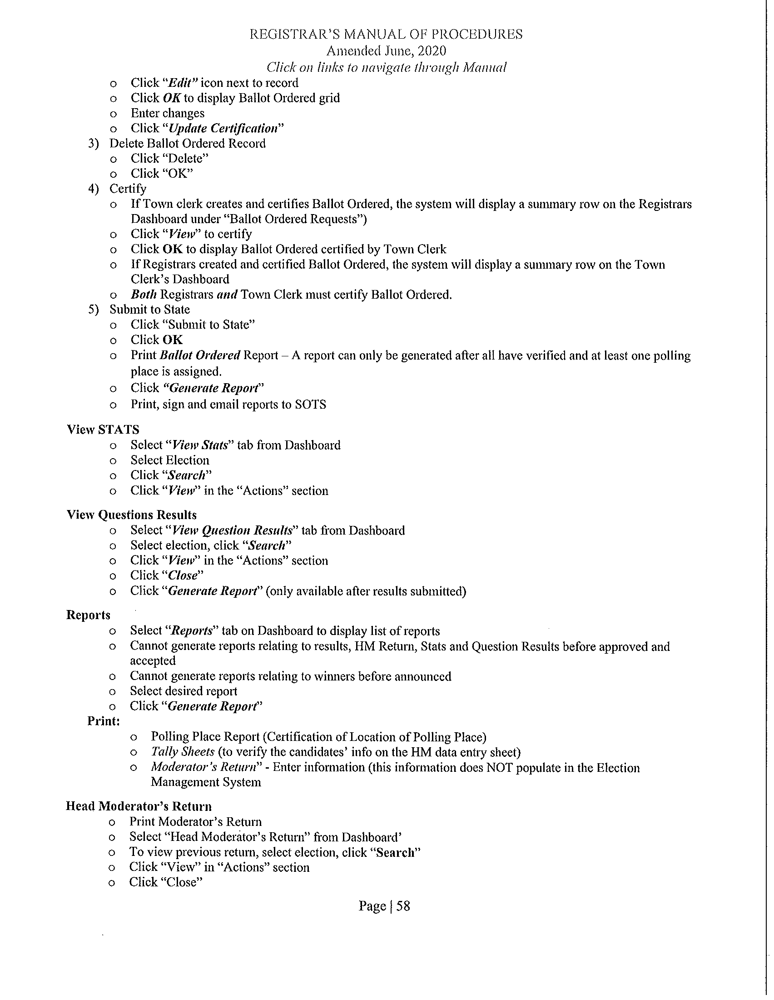 REGISTRAR'S MANUAL OF PROCEDURES
Amended June, 2020
Click on links to navigate through Manual
o Click “Edit” icon next to record
o Click OK to display Ballot Ordered grid
o Enter changes
o Click “Update Certification”
3) Delete Ballot Ordered Record
o Click “Delete”
o Click “OK”
4) Certify
o If Town clerk creates and certifies Ballot Ordered, the system will display a summary row on the Registrars
Dashboard under “Ballot Ordered Requests”)
o Click “View” to certify
o Click OK to display Ballot Ordered certified by Town Clerk
o If Registrars created and certified Ballot Ordered, the system will display a summary row on the Town
Clerk’s Dashboard
o Both Registrars and Town Clerk must certify Ballot Ordered.
5) Submit to State
o Click “Submit to State”
o Click OK
o Print Ballot Ordered Report – A report can only be generated after all have verified and at least one polling
place is assigned.
o Click “Generate Report”
o Print, sign and email reports to SOTS
View STATS
o Select “View Stats” tab from Dashboard
o Select Election
o Click “Search”
o Click “View” in the “Actions” section
View Questions Results
o Select “View Question Results” tab from Dashboard
o Select election, click “Search”
o Click “View” in the “Actions” section
o Click “Close”
o Click “Generate Report” (only available after results submitted)
Reports
o Select “Reports” tab on Dashboard to display list of reports
o Cannot generate reports relating to results, HM Return, Stats and Question Results before approved and
accepted
o Cannot generate reports relating to winners before announced
o Select desired report
o Click “Generate Report”
Print:
o Polling Place Report (Certification of Location of Polling Place)
o Tally Sheets (to verify the candidates’ info on the HM data entry sheet)
o Moderator’s Return” - Enter information (this information does NOT populate in the Election
Management System
Head Moderator’s Return
o Print Moderator’s Return
o Select “Head Moderator’s Return” from Dashboard’
o To view previous return, select election, click “Search”
o Click “View” in “Actions” section
o Click “Close”
Page | 58